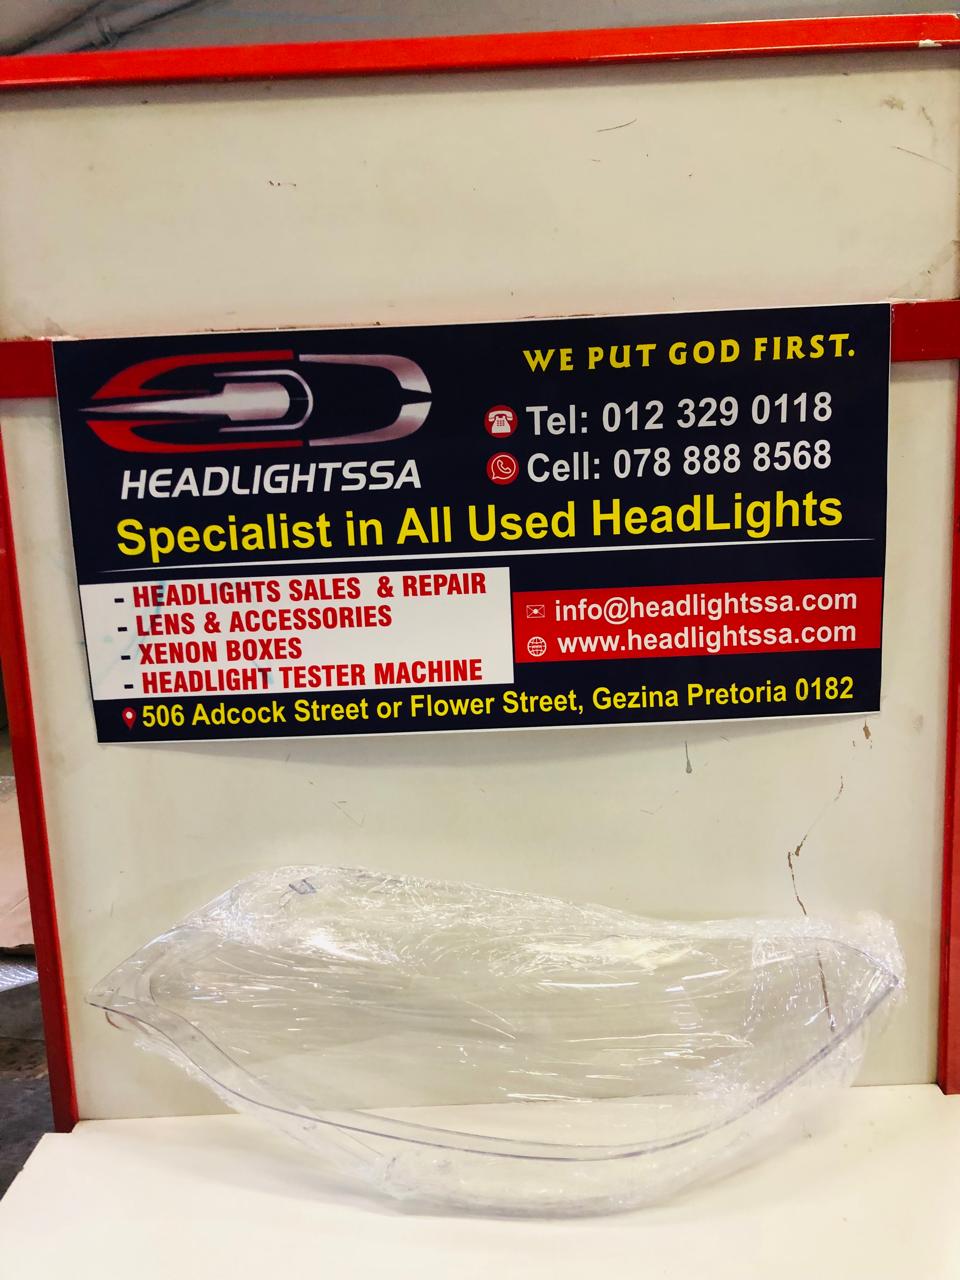 WE PUT GOD FIRST.
Tel: 012 329 0118
Cell: 078 888 8568
HEADLIGHTSSA
Specialist in All Used HeadLights
- HEADLIGHTS SALES & REPAIR
- LENS & ACCESSORIES
- XENON BOXES
- HEADLIGHT TESTER MACHINE
info@headlightssa.com
www.headlightssa.com
506 Adcock Street or Flower Street, Gezina Pretoria 0182